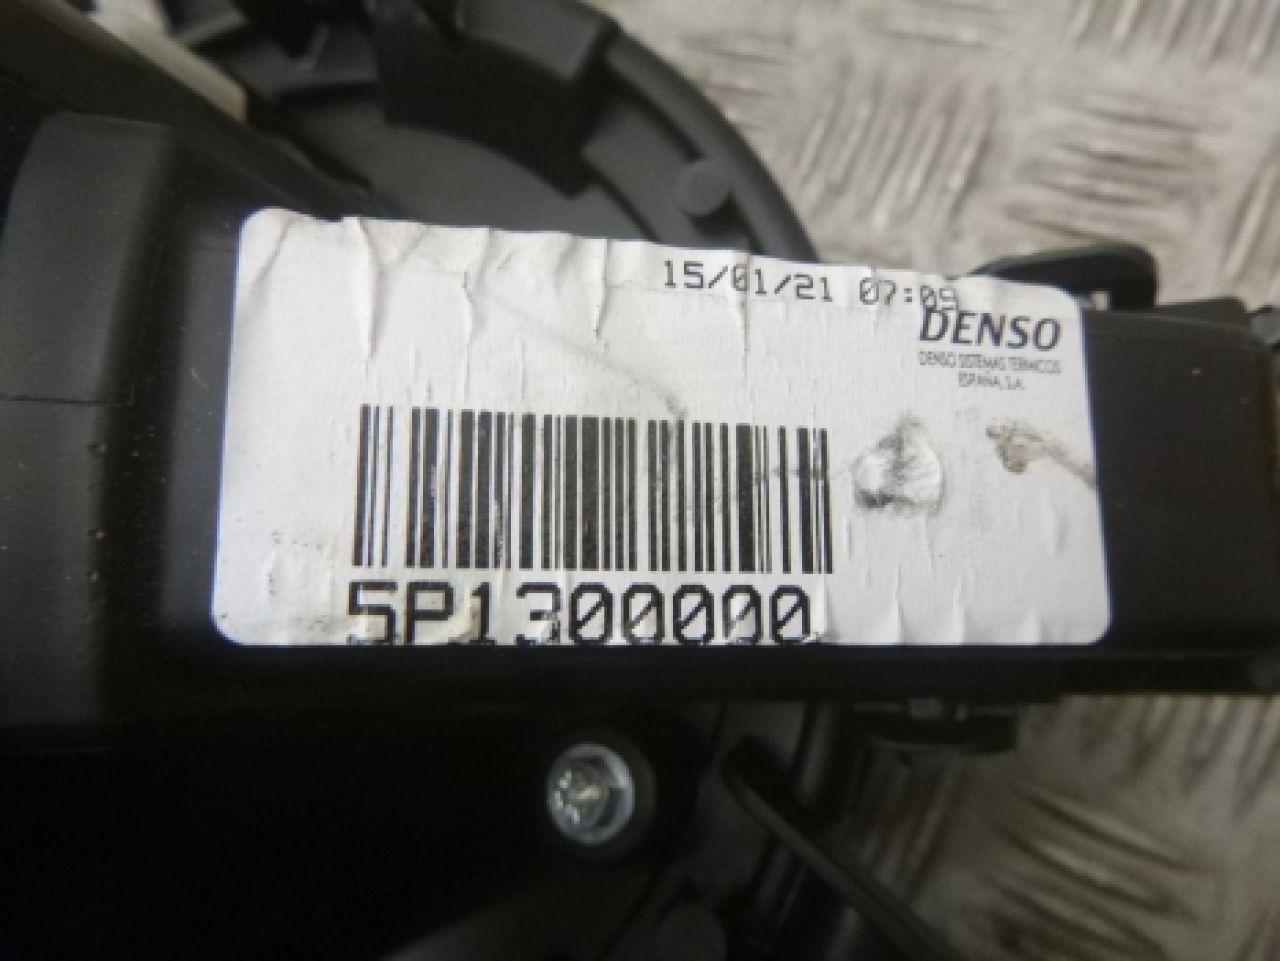 15/01/21 07:09
DENSO
DENSO SISTEMAS TERMICOS
ESPAÑA, S.A.
5P1300000